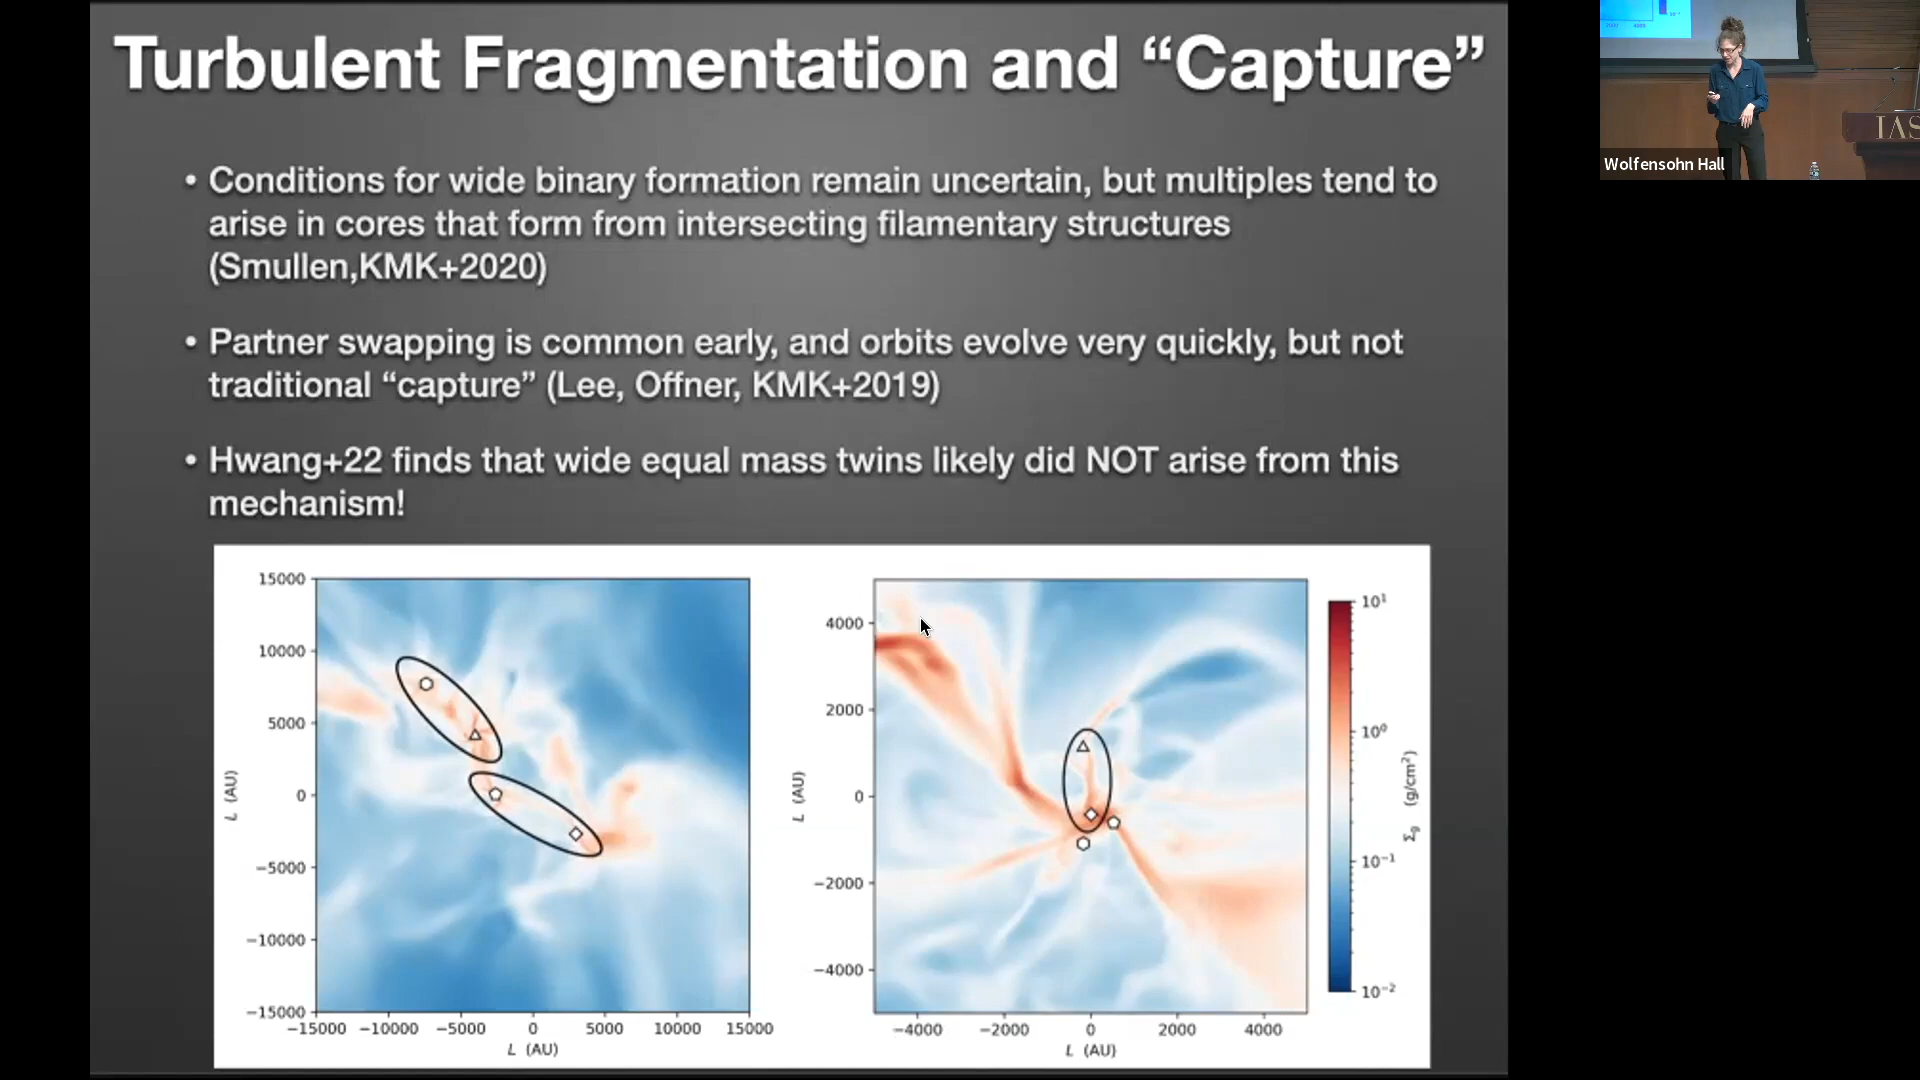 Turbulent Fragmentation and “Capture”
• Conditions for wide binary formation remain uncertain, but multiples tend to
arise in cores that form from intersecting filamentary structures
(Smullen,KMK+2020)
• Partner swapping is common early, and orbits evolve very quickly, but not
traditional “capture” (Lee, Offner, KMK+2019)
• Hwang+22 finds that wide equal mass twins likely did NOT arise from this
mechanism!
15000
10000
5000
0
−5000
−10000
−15000
L (AU)
−15000 −10000 −5000 0 5000 10000 15000
L (AU)
4000
2000
0
−2000
−4000
L (AU)
−4000 −2000 0 2000 4000
L (AU)
10¹
10⁰
10⁻¹
10⁻²
Σg (g/cm²)
IAS
Wolfensohn Hall